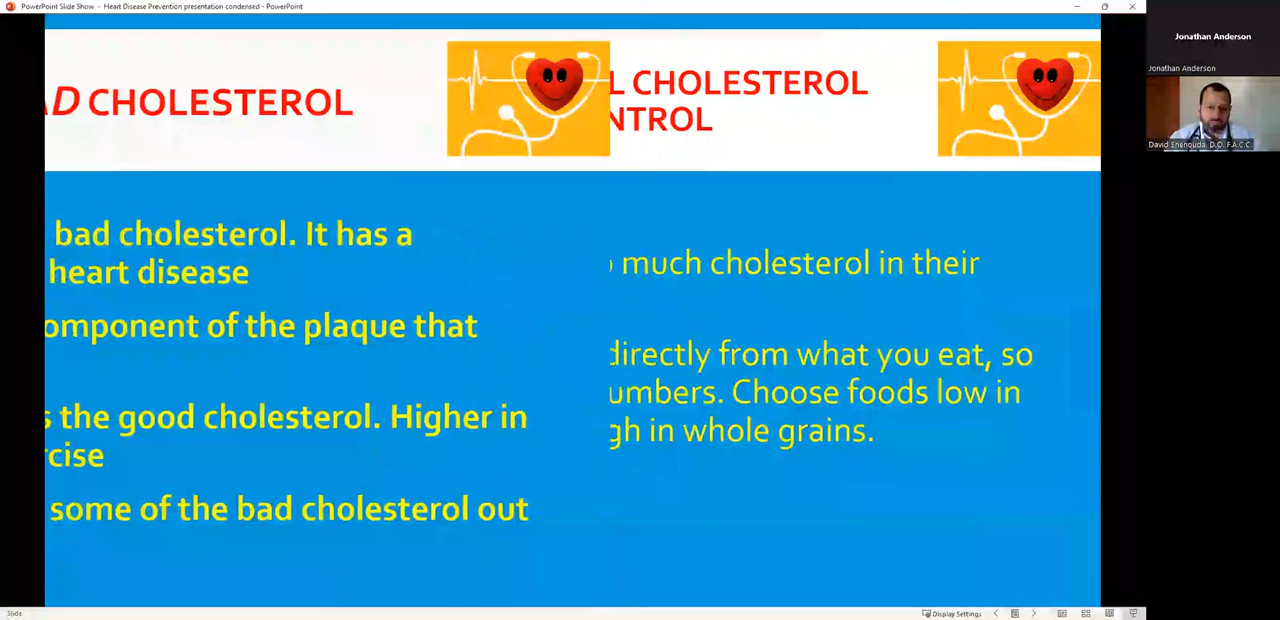 PowerPoint Slide Show - Heart Disease Prevention presentation condensed - PowerPoint
Jonathan Anderson
Jonathan Anderson
David Shenouda, D.O. F.A.C.C.
AD CHOLESTEROL
bad cholesterol. It has a
heart disease
omponent of the plaque that
s the good cholesterol. Higher in
rcise
some of the bad cholesterol out
L CHOLESTEROL
NTROL
o much cholesterol in their
directly from what you eat, so
umbers. Choose foods low in
gh in whole grains.
Slide
Display Settings